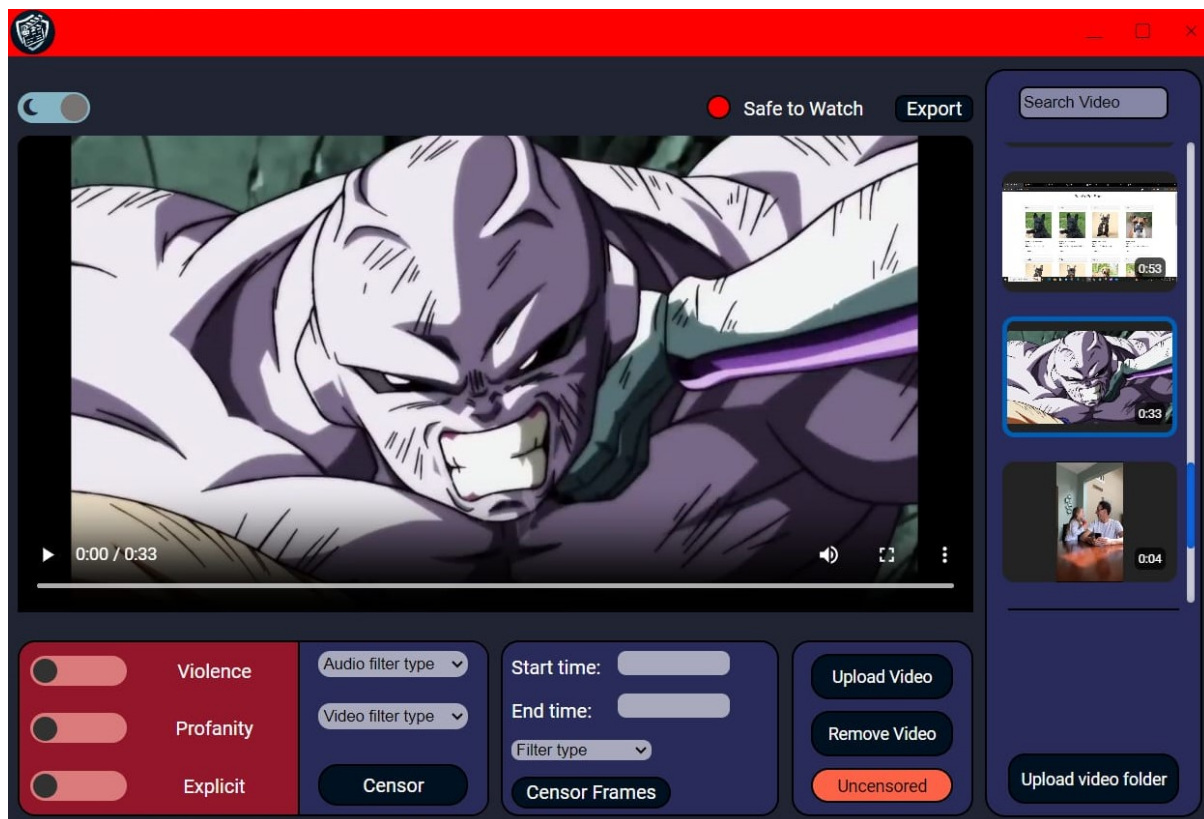 Safe to Watch
Export
0:00 / 0:33
Violence
Profanity
Explicit
Audio filter type
Video filter type
Censor
Start time:
End time:
Filter type
Censor Frames
Upload Video
Remove Video
Uncensored
Search Video
0:53
0:33
0:04
Upload video folder